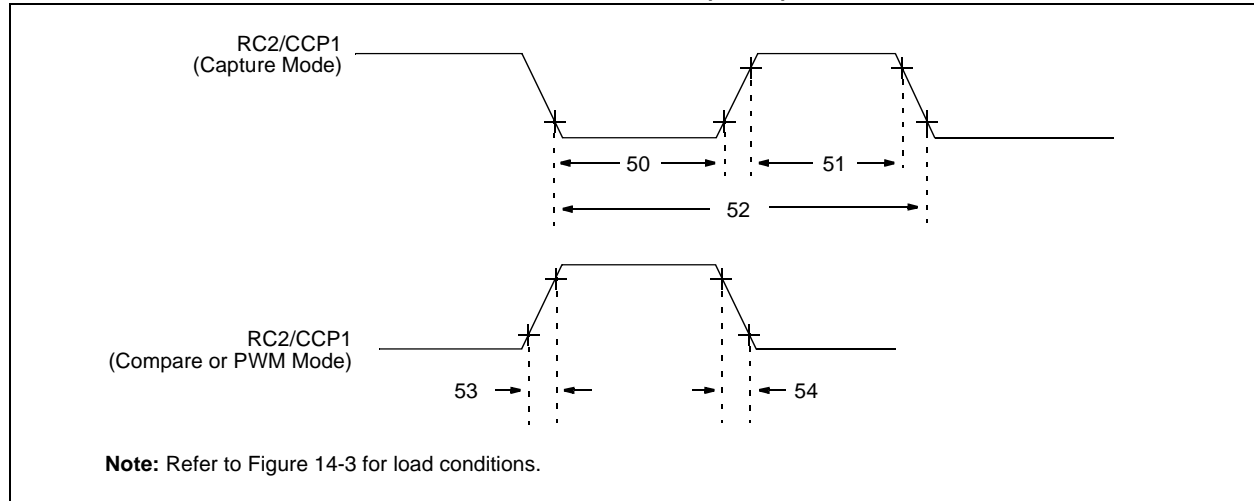 RC2/CCP1
(Capture Mode)
50
51
52
RC2/CCP1
(Compare or PWM Mode)
53
54
Note: Refer to Figure 14-3 for load conditions.